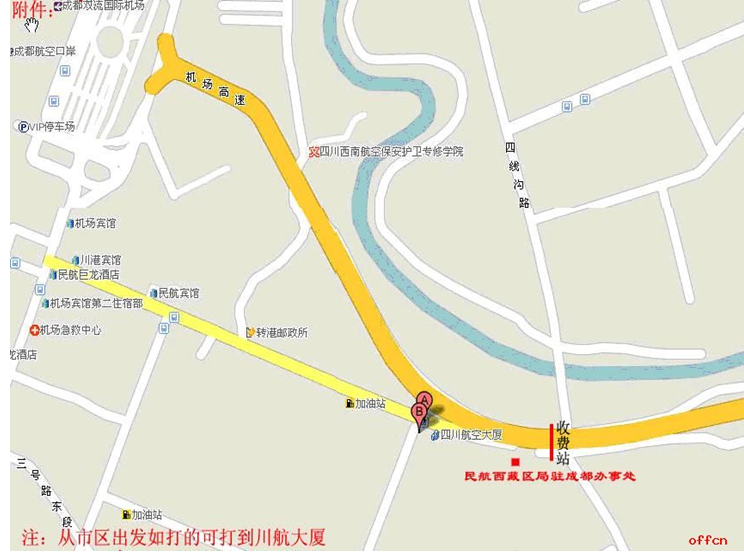 附件：
成都双流国际机场
成都航空口岸
机场高速
P VIP停车场
四川西南航空保安护卫专修学院
四线沟路
机场宾馆
川港宾馆
民航巨龙酒店
民航宾馆
机场宾馆第二住宿部
机场急救中心
转港邮政所
龙酒店
加油站
A
B
四川航空大厦
收费站
民航西藏区局驻成都办事处
三号路东段
加油站
注：从市区出发如打的可打到川航大厦
offcn